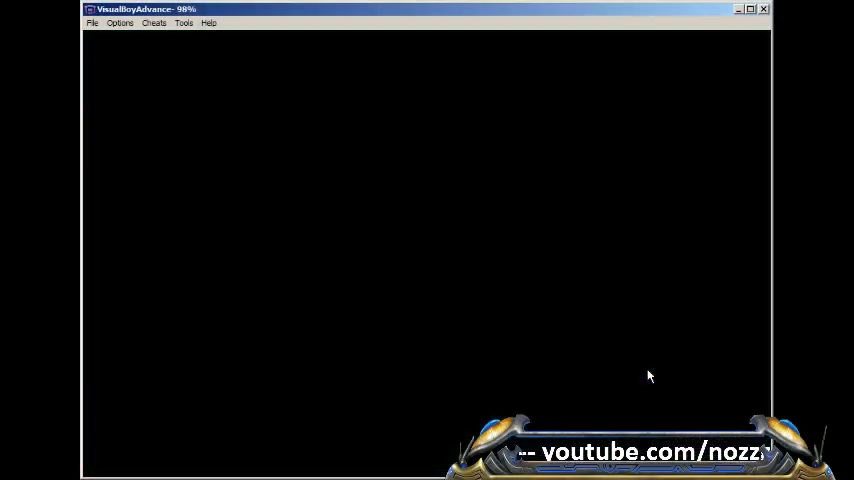 VisualBoyAdvance- 98%
File Options Cheats Tools Help
-- youtube.com/nozz